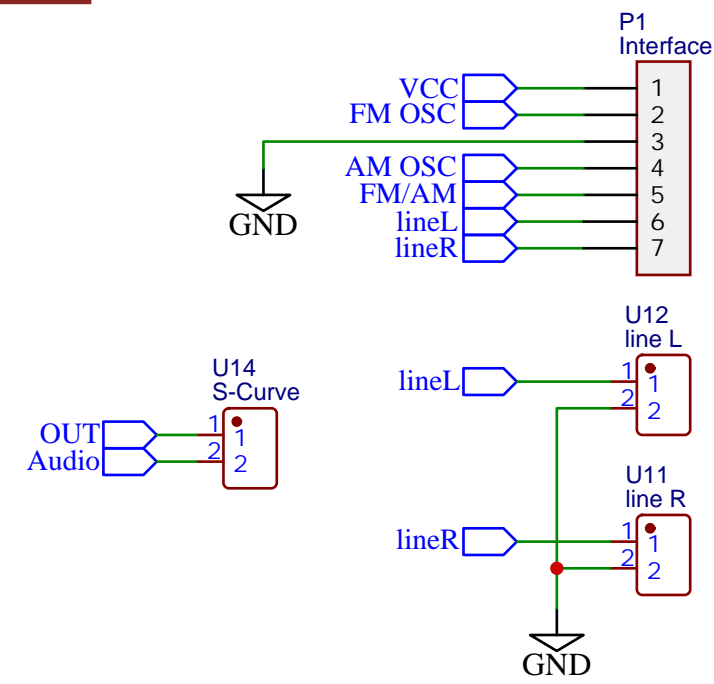 P1
Interface
VCC 1
FM OSC 2
3
AM OSC 4
FM/AM 5
lineL 6
lineR 7
GND
U12
line L
lineL 1 1
2 2
U14
S-Curve
OUT 1 1
Audio 2 2
U11
line R
lineR 1 1
2 2
GND